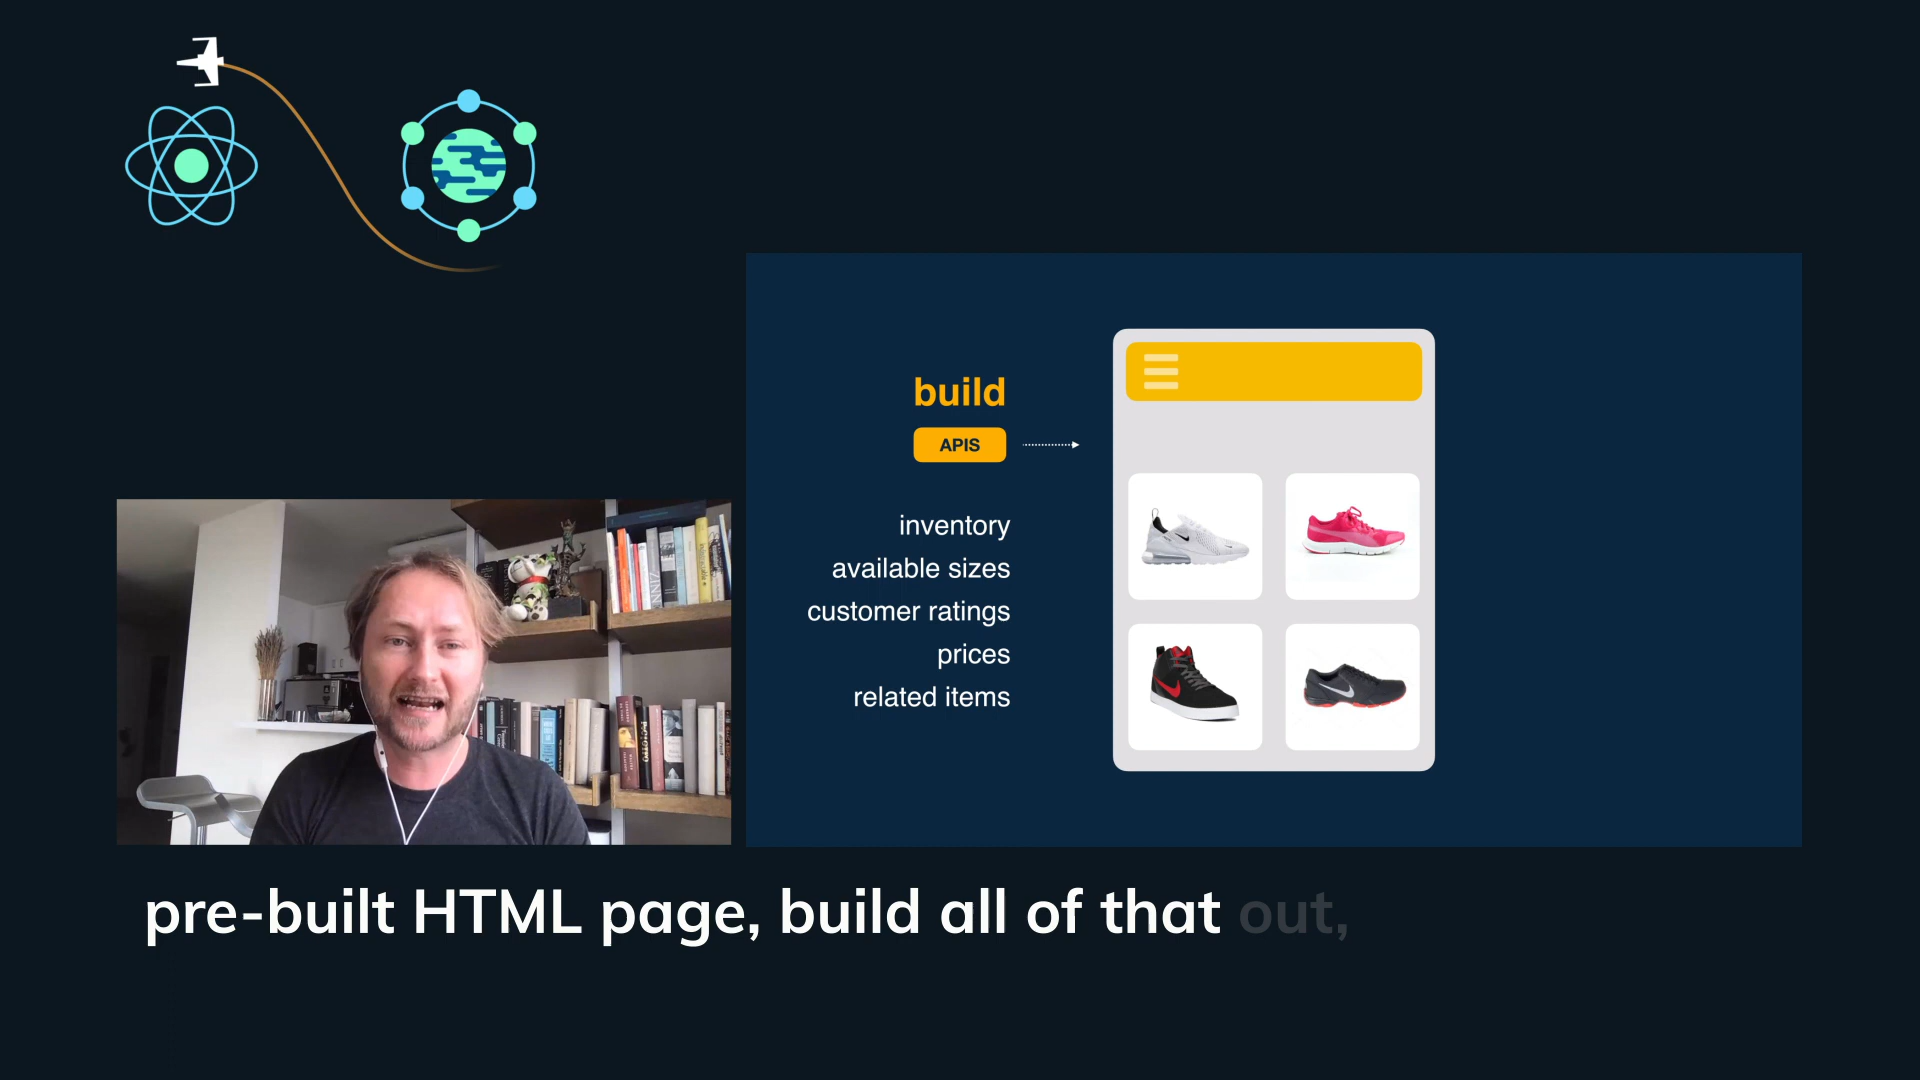 build
APIS
inventory
available sizes
customer ratings
prices
related items
pre-built HTML page, build all of that out,